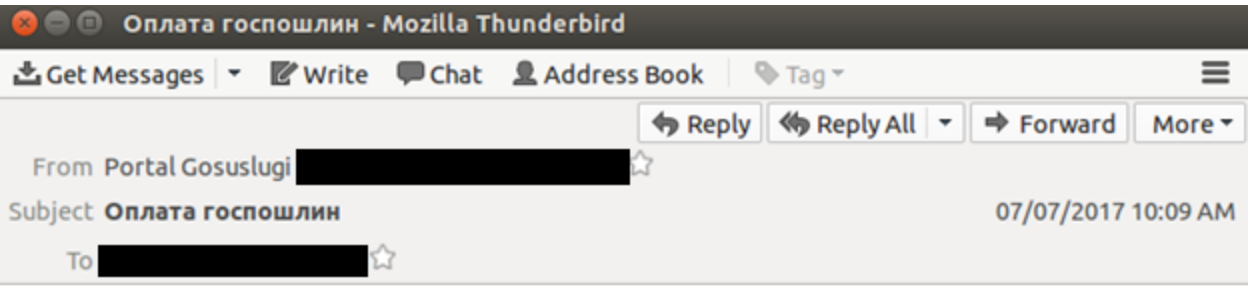 Оплата госпошлин - Mozilla Thunderbird
Get Messages Write Chat Address Book Tag
Reply Reply All Forward More
From Portal Gosuslugi
Subject Оплата госпошлин 07/07/2017 10:09 AM
To